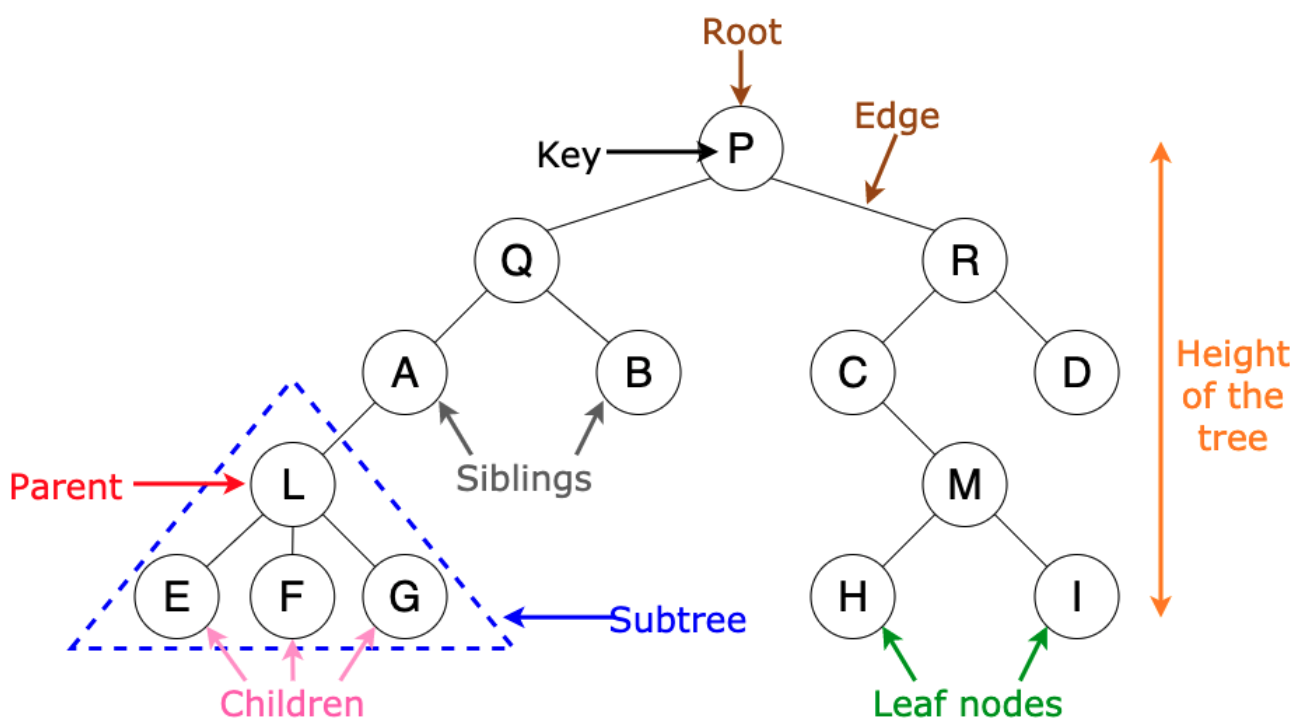 Root
Edge
Key
P
Q
R
A
B
C
D
Height
of the
tree
Siblings
Parent
L
M
E
F
G
H
I
Subtree
Children
Leaf nodes